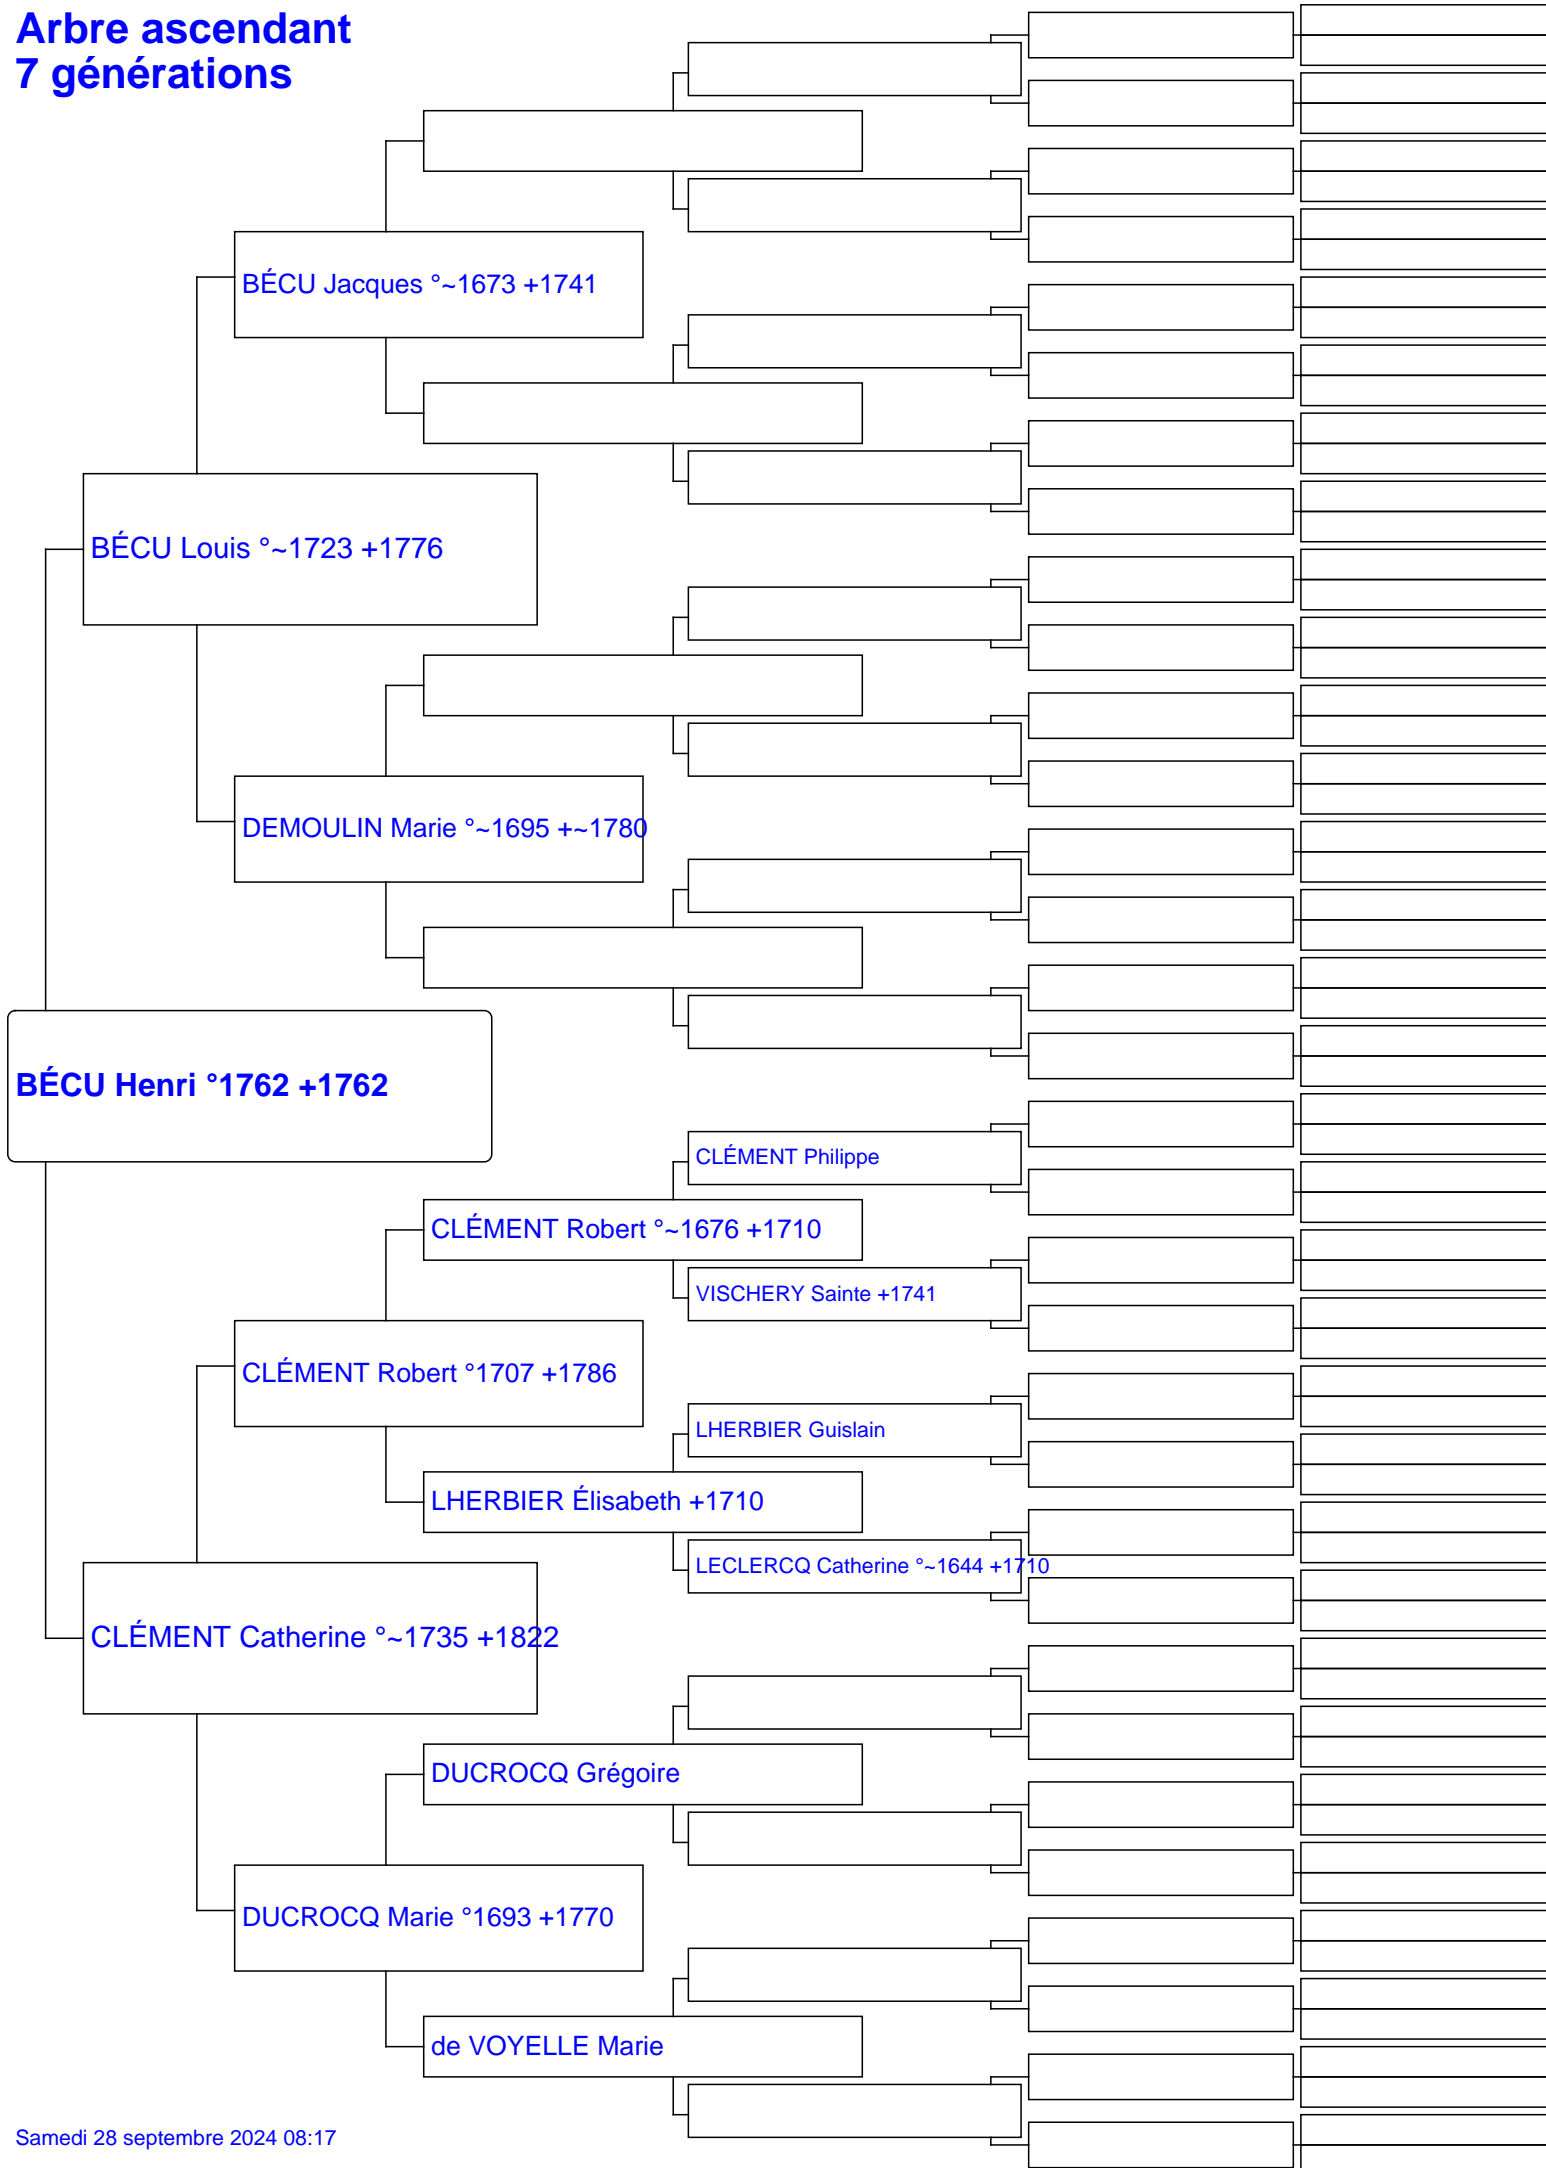 Arbre ascendant
7 générations
BÉCU Jacques °~1673 +1741
BÉCU Louis °~1723 +1776
DEMOULIN Marie °~1695 +~1780
BÉCU Henri °1762 +1762
CLÉMENT Philippe
CLÉMENT Robert °~1676 +1710
VISCHERY Sainte +1741
CLÉMENT Robert °1707 +1786
LHERBIER Guislain
LHERBIER Élisabeth +1710
LECLERCQ Catherine °~1644 +1710
CLÉMENT Catherine °~1735 +1822
DUCROCQ Grégoire
DUCROCQ Marie °1693 +1770
de VOYELLE Marie
Samedi 28 septembre 2024 08:17